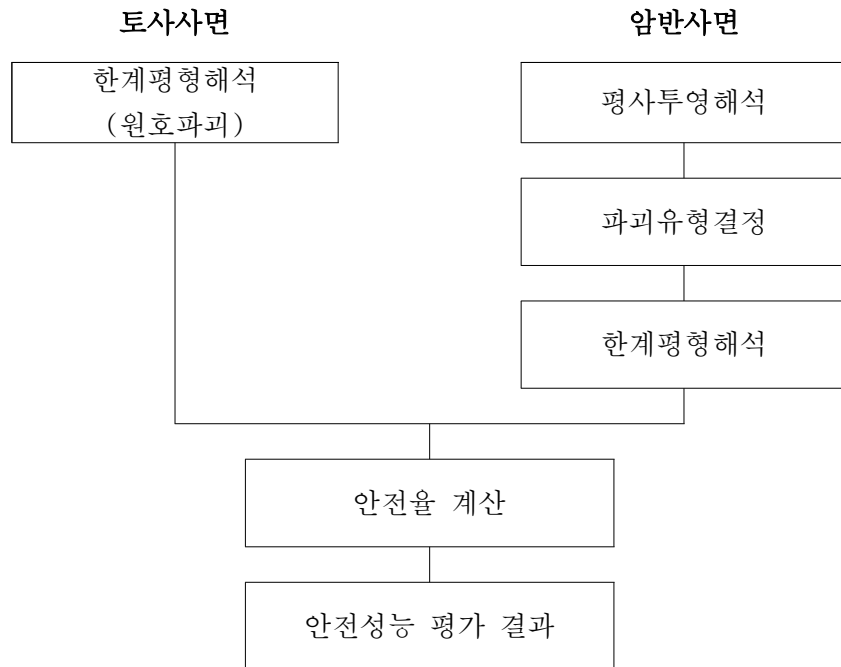 토사사면
암반사면
한계평형해석
(원호파괴)
평사투영해석
파괴유형결정
한계평형해석
안전율 계산
안전성능 평가 결과